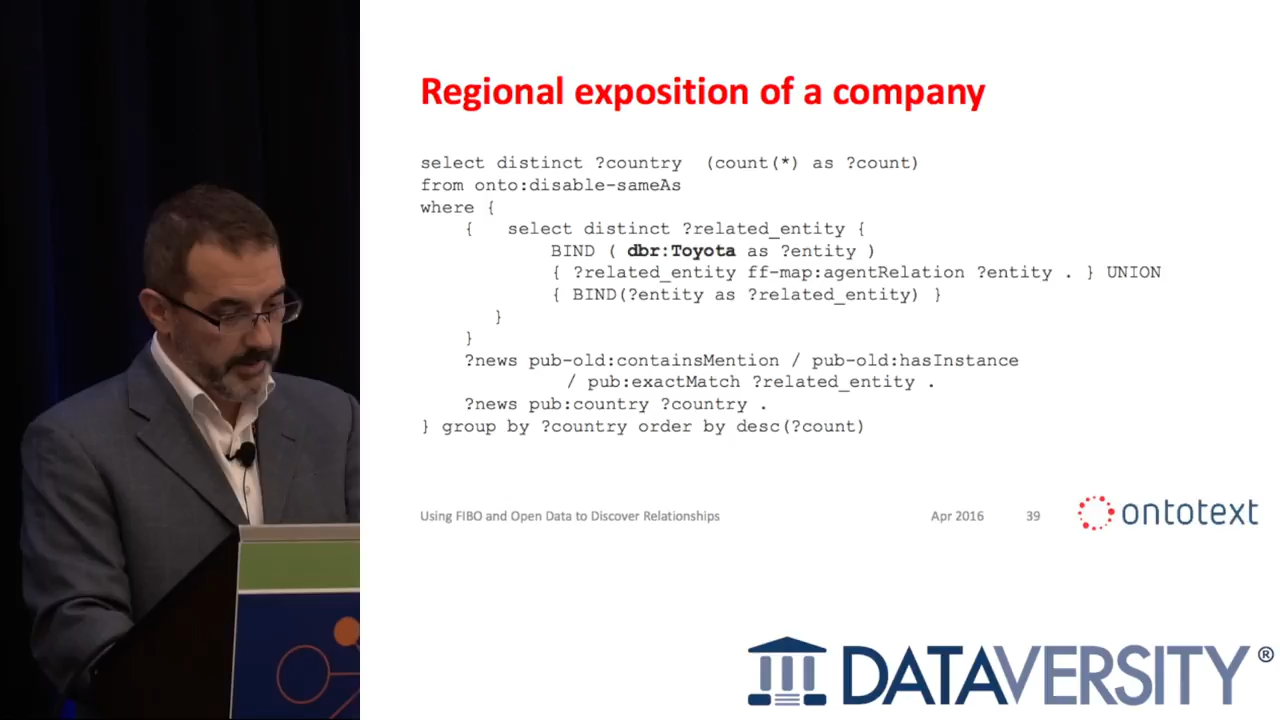 Regional exposition of a company
select distinct ?country (count(*) as ?count)
from onto:disable-sameAs
where {
{ select distinct ?related_entity {
BIND ( dbr:Toyota as ?entity )
{ ?related_entity ff-map:agentRelation ?entity . } UNION
{ BIND(?entity as ?related_entity) }
}
}
?news pub-old:containsMention / pub-old:hasInstance
/ pub:exactMatch ?related_entity .
?news pub:country ?country .
} group by ?country order by desc(?count)
Using FIBO and Open Data to Discover Relationships Apr 2016 39 ontotext
DATAVERSITY®